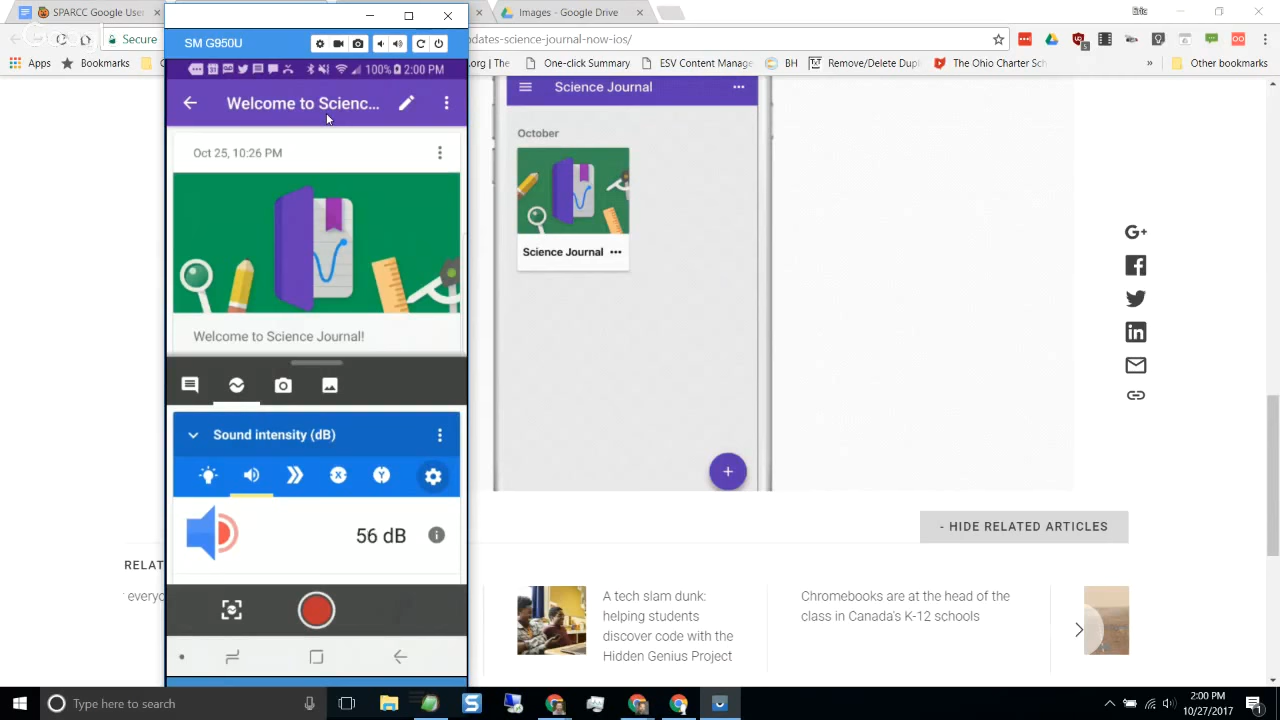 SPARCC Google User
Images - Google Drive
Secure
pdates-science-journal-now-ios/
Apps
Bookmarks
org | The
Cornerstone
ESV Content Manage
BH
Remove/Delete Dup
The Ohio Charter Sch
»
Other bookmarks
SM G950U
100% 2:00 PM
Welcome to Scienc...
Oct 25, 10:26 PM
Welcome to Science Journal!
Sound intensity (dB)
56 dB
Science Journal
October
Science Journal
G+
- HIDE RELATED ARTICLES
RELAT
everyo
A tech slam dunk:
helping students
discover code with the
Hidden Genius Project
Chromebooks are at the head of the
class in Canada's K-12 schools
Type here to search
2:00 PM
10/27/2017